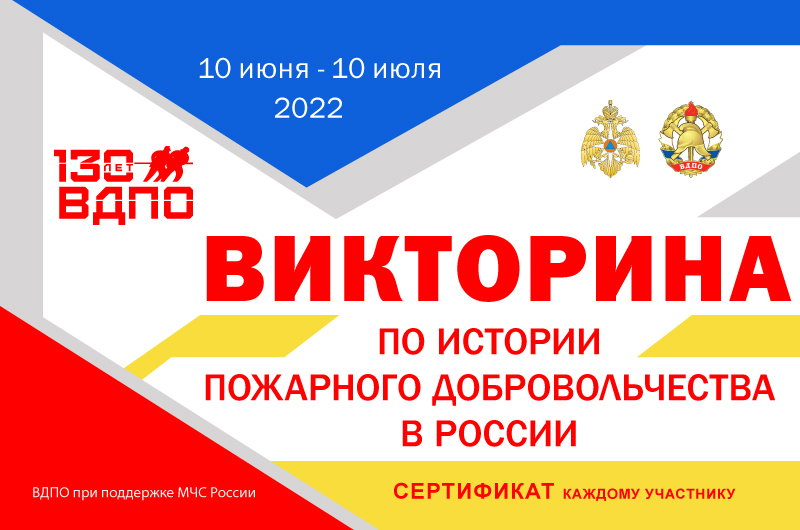 10 июня - 10 июля
2022
130
ЛЕТ
ВДПО
ВДПО
ВИКТОРИНА
ПО ИСТОРИИ
ПОЖАРНОГО ДОБРОВОЛЬЧЕСТВА
В РОССИИ
ВДПО при поддержке МЧС России
СЕРТИФИКАТ КАЖДОМУ УЧАСТНИКУ